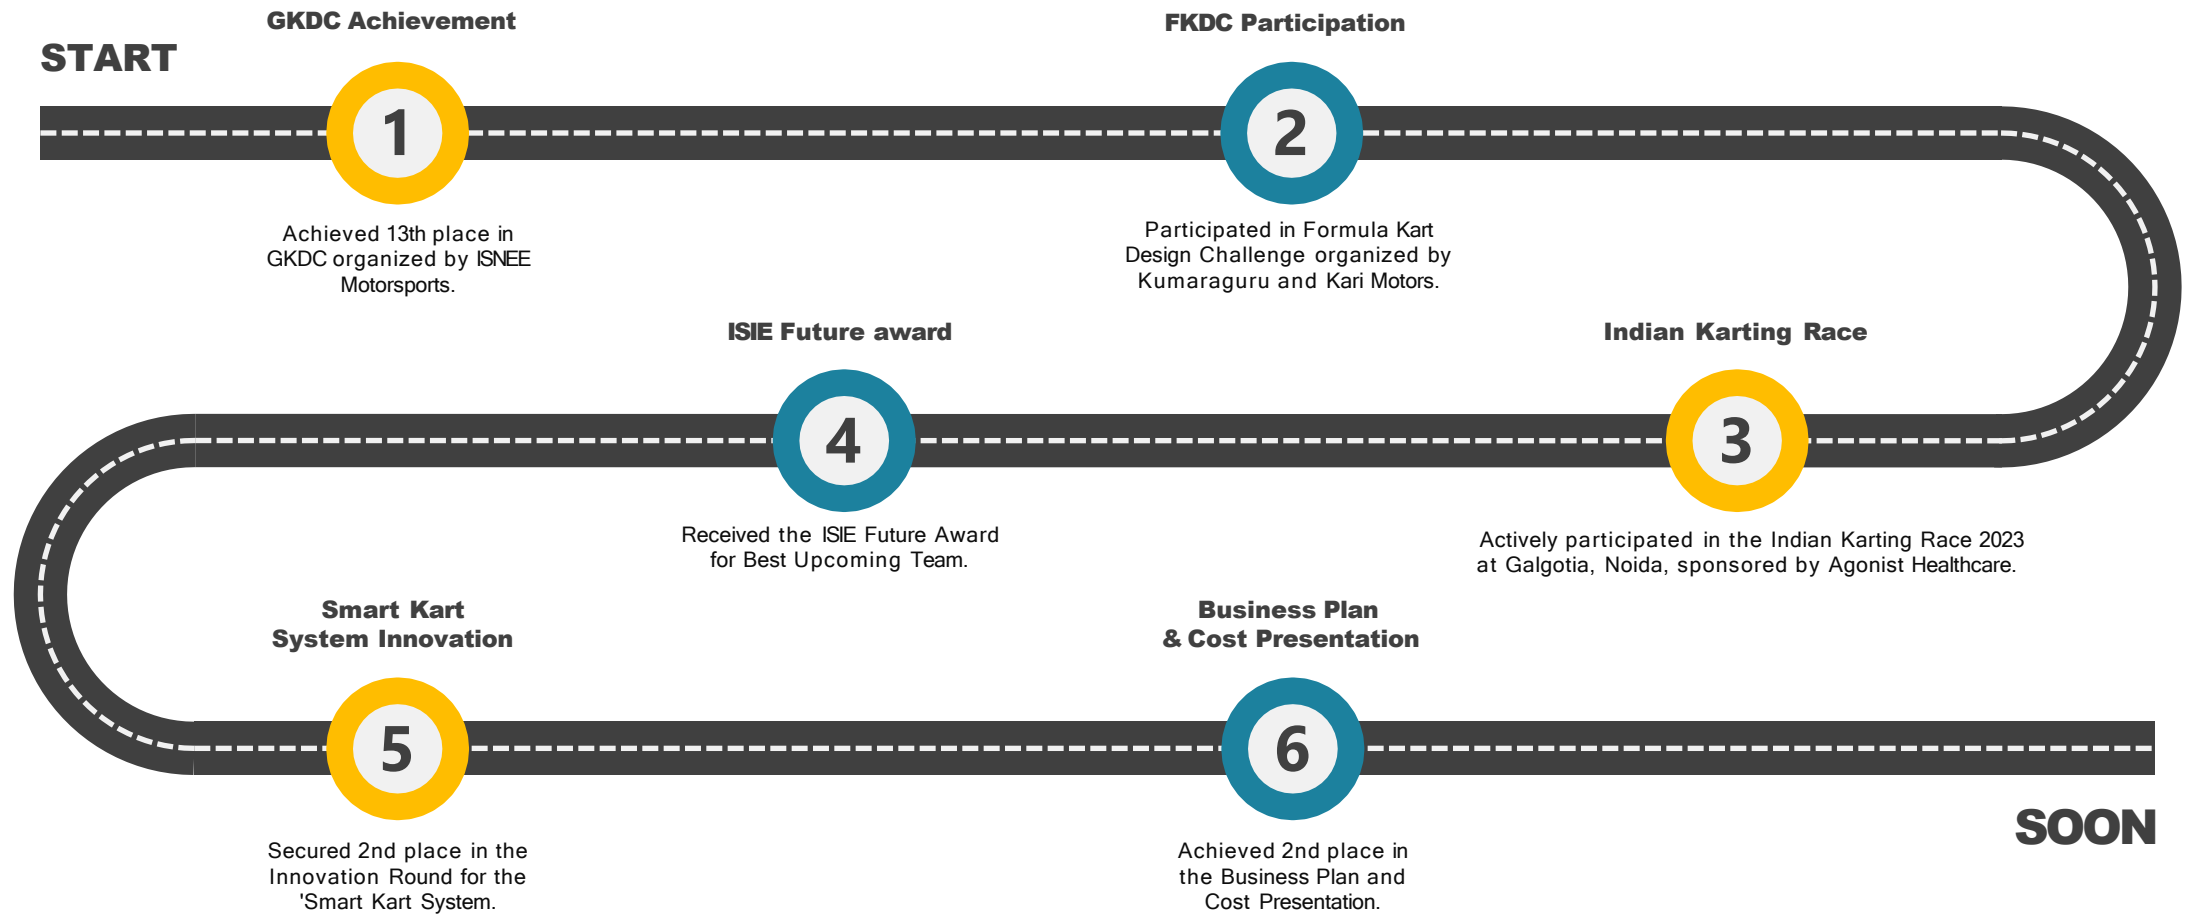 START
GKDC Achievement
1
Achieved 13th place in
GKDC organized by ISNEE
Motorsports.
FKDC Participation
2
Participated in Formula Kart
Design Challenge organized by
Kumaraguru and Kari Motors.
Indian Karting Race
3
Actively participated in the Indian Karting Race 2023
at Galgotia, Noida, sponsored by Agonist Healthcare.
ISIE Future award
4
Received the ISIE Future Award
for Best Upcoming Team.
Smart Kart
System Innovation
5
Secured 2nd place in the
Innovation Round for the
'Smart Kart System.
Business Plan
& Cost Presentation
6
Achieved 2nd place in
the Business Plan and
Cost Presentation.
SOON